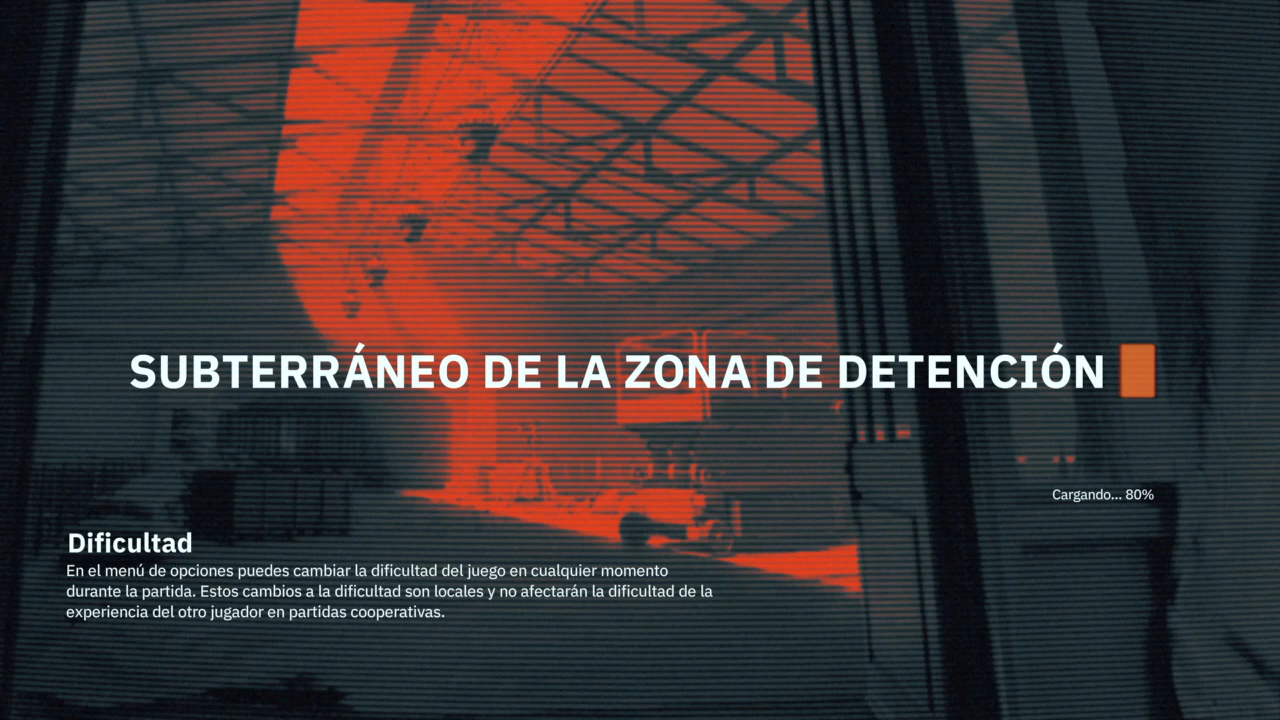 SUBTERRÁNEO DE LA ZONA DE DETENCIÓN
Cargando... 80%
Dificultad
En el menú de opciones puedes cambiar la dificultad del juego en cualquier momento
durante la partida. Estos cambios a la dificultad son locales y no afectarán la dificultad de la
experiencia del otro jugador en partidas cooperativas.